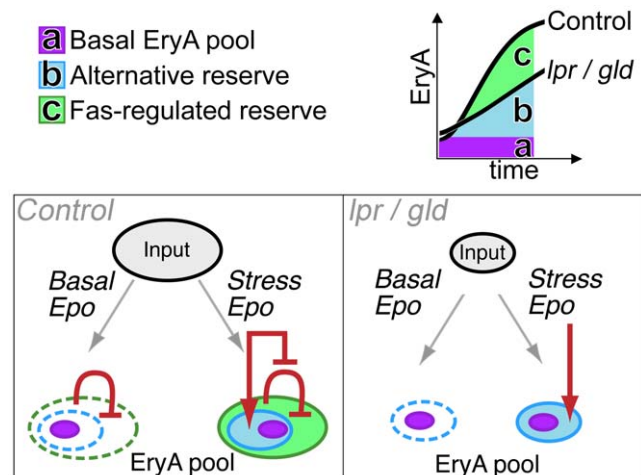 a Basal EryA pool
b Alternative reserve
c Fas-regulated reserve
EryA
Control
lpr / gld
c
b
a
time
Control
Input
Basal
Epo
Stress
Epo
EryA pool
lpr / gld
Input
Basal
Epo
Stress
Epo
EryA pool